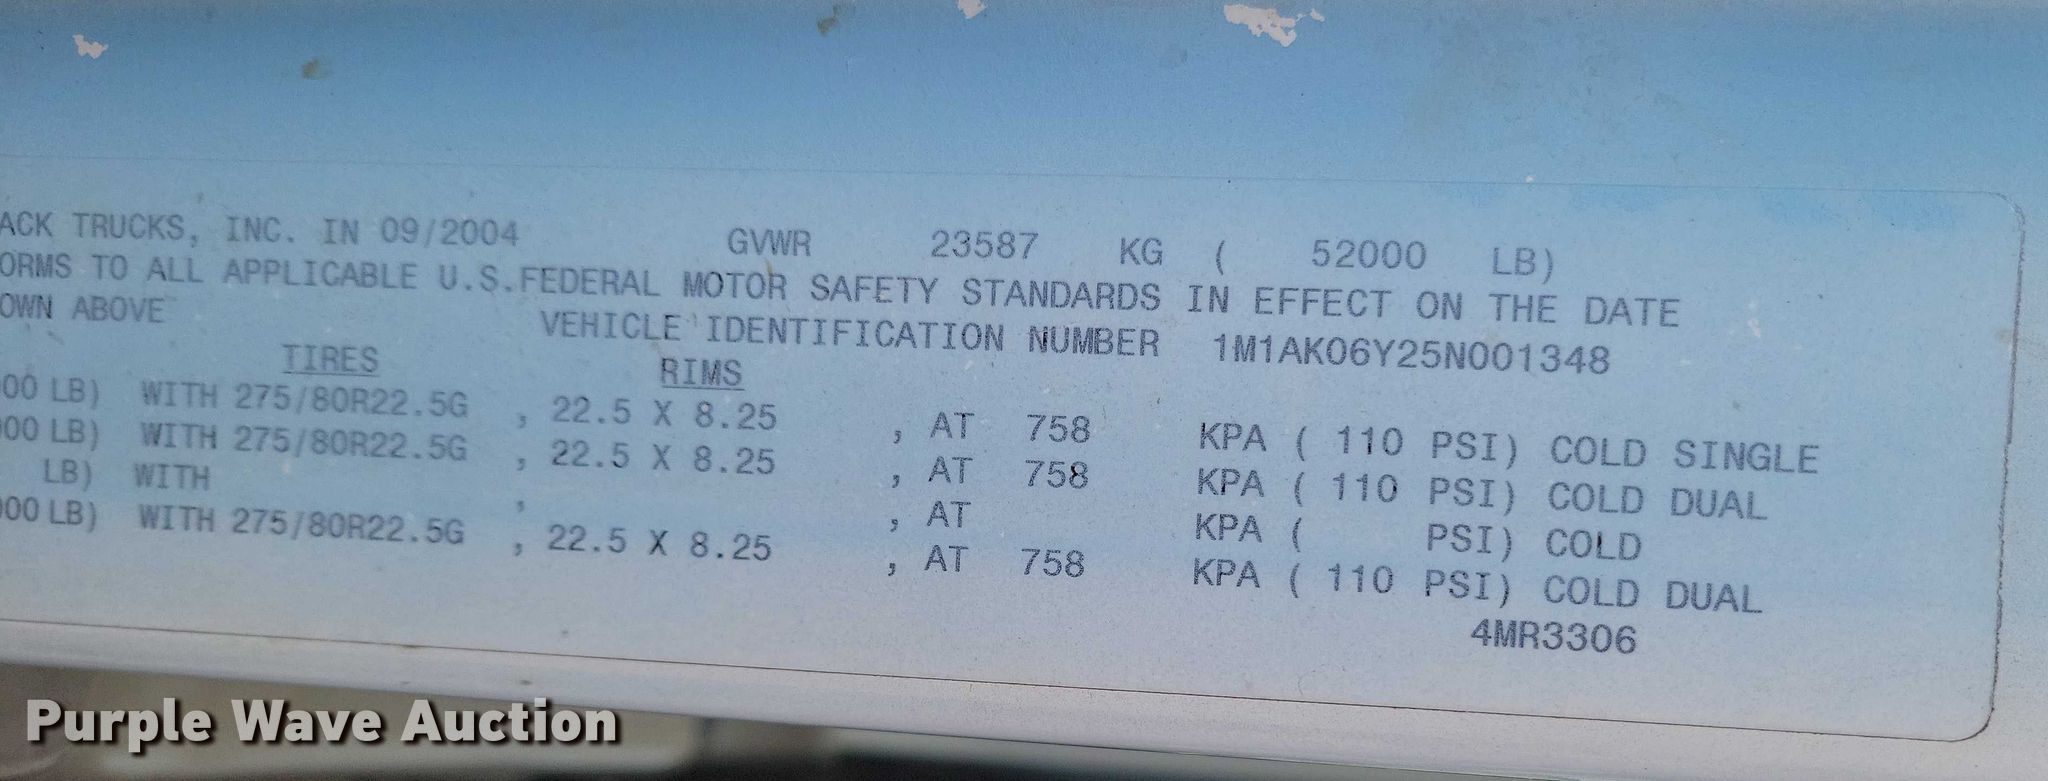 ACK TRUCKS, INC. IN 09/2004 GVWR 23587 KG ( 52000 LB)
ORMS TO ALL APPLICABLE U.S.FEDERAL MOTOR SAFETY STANDARDS IN EFFECT ON THE DATE
OWN ABOVE VEHICLE IDENTIFICATION NUMBER 1M1AK06Y25N001348
TIRES RIMS
00 LB) WITH 275/80R22.5G , 22.5 X 8.25 , AT 758 KPA ( 110 PSI) COLD SINGLE
00 LB) WITH 275/80R22.5G , 22.5 X 8.25 , AT 758 KPA ( 110 PSI) COLD DUAL
LB) WITH , , AT KPA ( PSI) COLD
00 LB) WITH 275/80R22.5G , 22.5 X 8.25 , AT 758 KPA ( 110 PSI) COLD DUAL
4MR3306
Purple Wave Auction